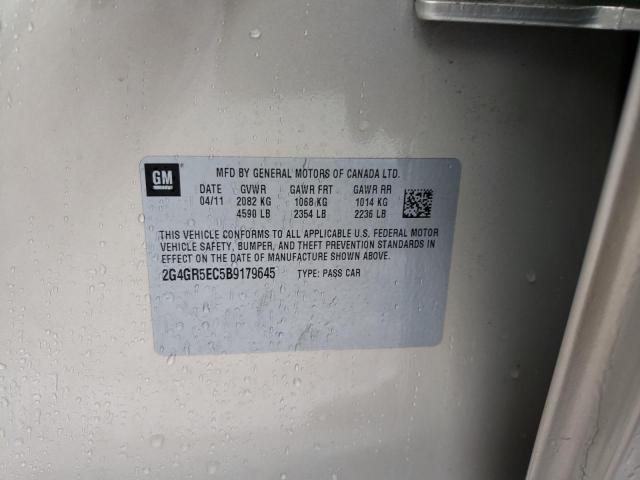 GM
MFD BY GENERAL MOTORS OF CANADA LTD.
DATE GVWR GAWR FRT GAWR RR
04/11 2082 KG 1068 KG 1014 KG
4590 LB 2354 LB 2236 LB
THIS VEHICLE CONFORMS TO ALL APPLICABLE U.S. FEDERAL MOTOR
VEHICLE SAFETY, BUMPER, AND THEFT PREVENTION STANDARDS IN
EFFECT ON THE DATE OF MANUFACTURE SHOWN ABOVE.
2G4GR5EC5B9179645 TYPE: PASS CAR